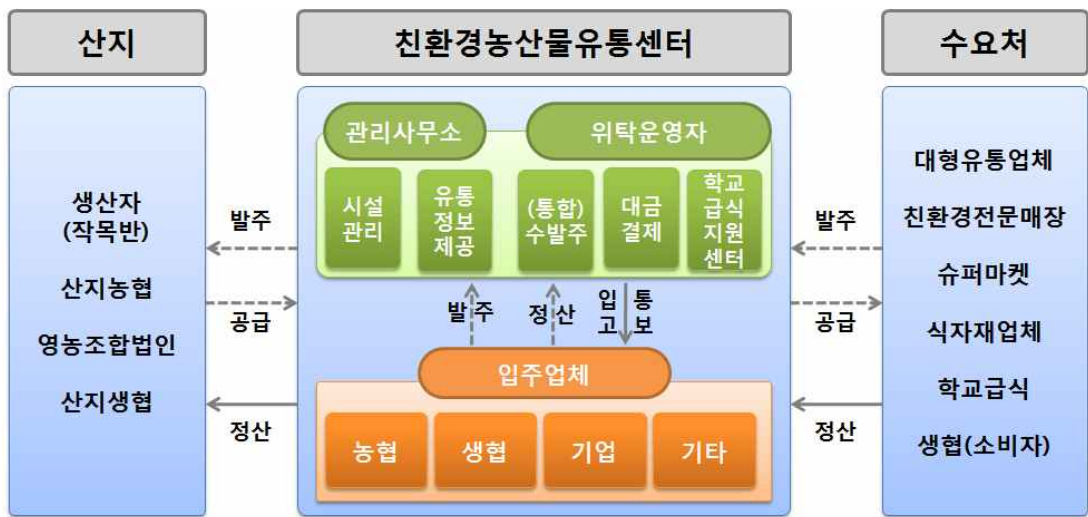 산지
친환경농산물유통센터
수요처
생산자
(작목반)
산지농협
영농조합법인
산지생협
발주
공급
정산
관리사무소
위탁운영자
시설
관리
유통
정보
제공
(통합)
수발주
대금
결제
학교
급식
지원
센터
발주
정산
입고
통보
입주업체
농협
생협
기업
기타
발주
공급
정산
대형유통업체
친환경전문매장
슈퍼마켓
식자재업체
학교급식
생협(소비자)